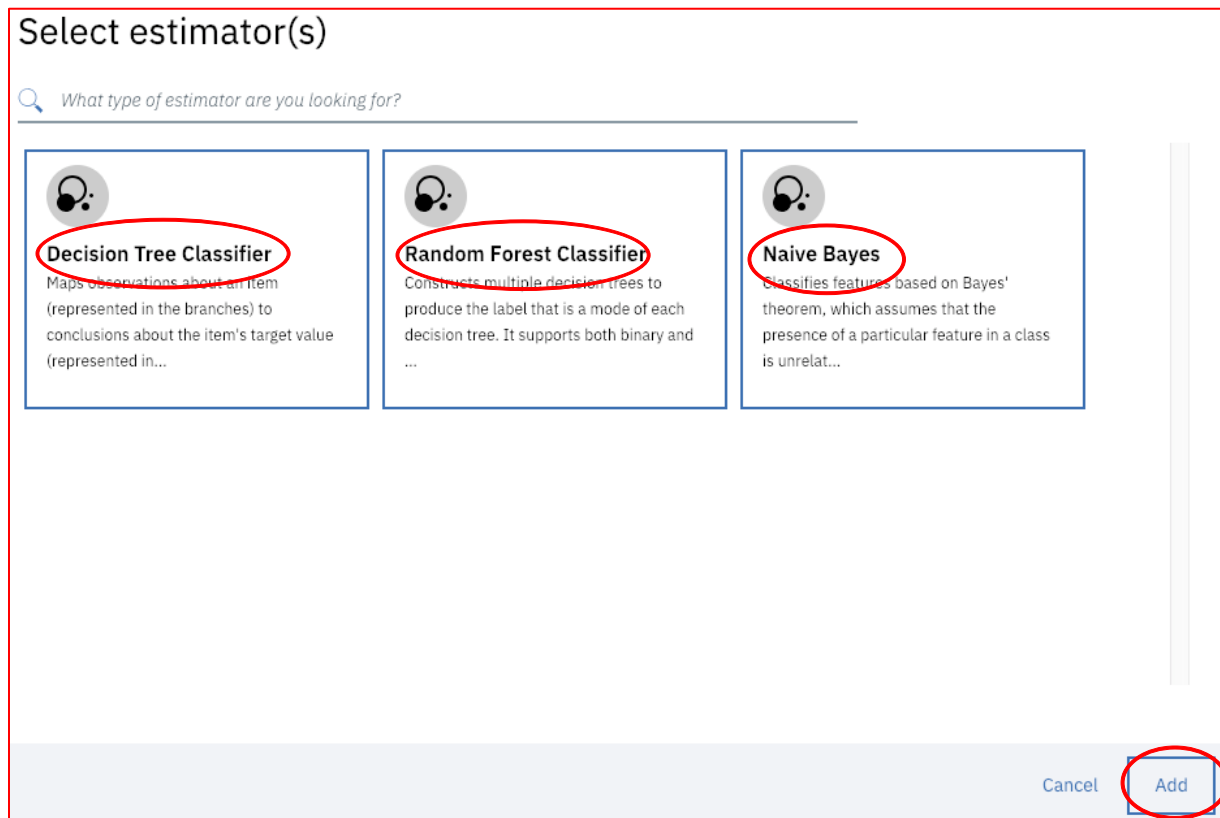 Select estimator(s)
What type of estimator are you looking for?
Decision Tree Classifier
Maps observations about an item
(represented in the branches) to
conclusions about the item's target value
(represented in...
Random Forest Classifier
Constructs multiple decision trees to
produce the label that is a mode of each
decision tree. It supports both binary and
...
Naive Bayes
Classifies features based on Bayes'
theorem, which assumes that the
presence of a particular feature in a class
is unrelat...
Cancel
Add